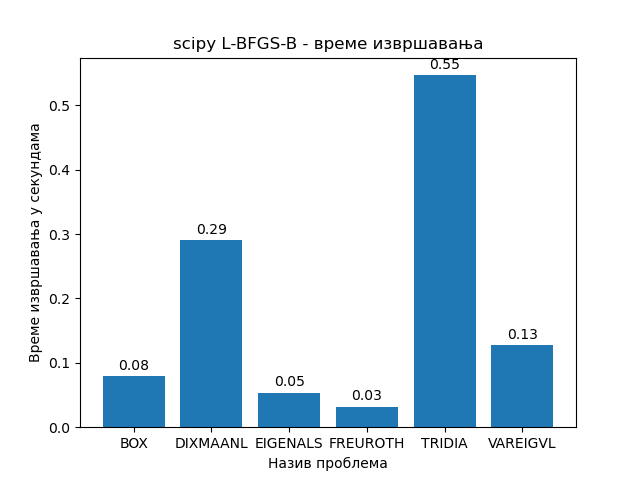 scipy L-BFGS-B - време извршавања
Време извршавања у секундама
0.5
0.4
0.3
0.2
0.1
0.0
0.08
0.29
0.05
0.03
0.55
0.13
BOX
DIXMAANL
EIGENALS
FREUROTH
TRIDIA
VAREIGVL
Назив проблема